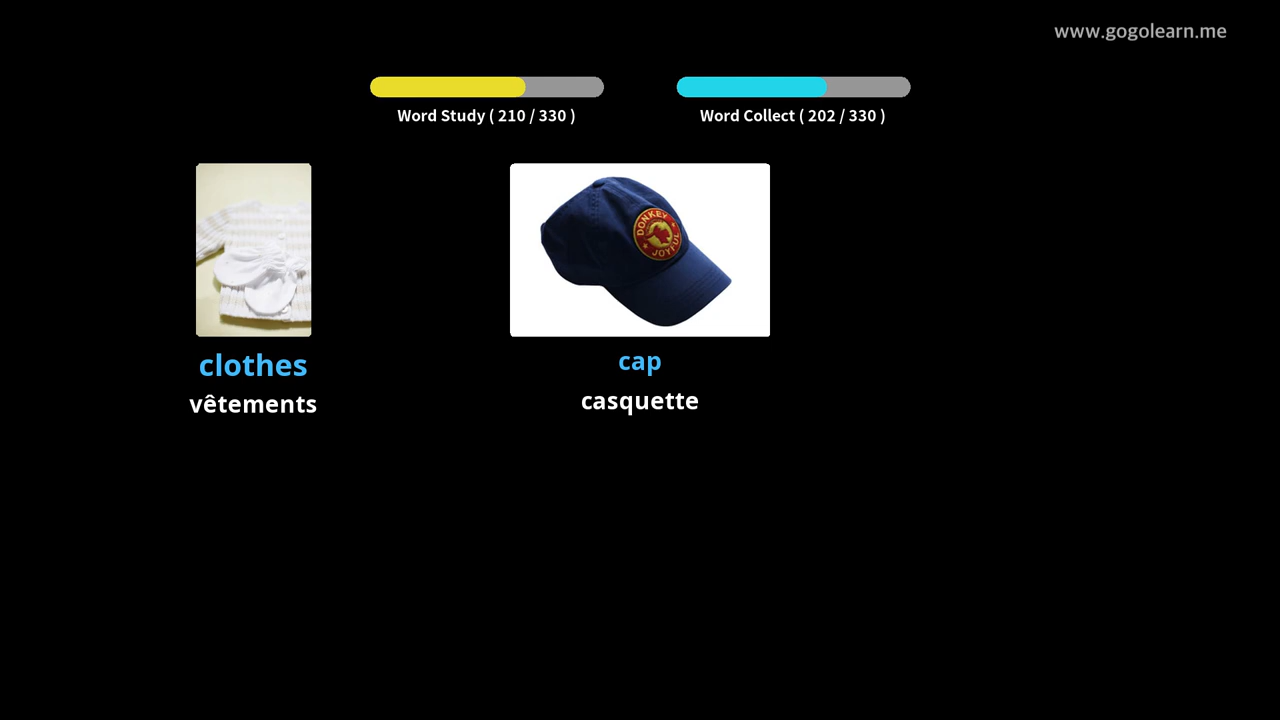 www.gogolearn.me
Word Study ( 210 / 330 )
Word Collect ( 202 / 330 )
DONKEY
JOYFUL
clothes
vêtements
cap
casquette